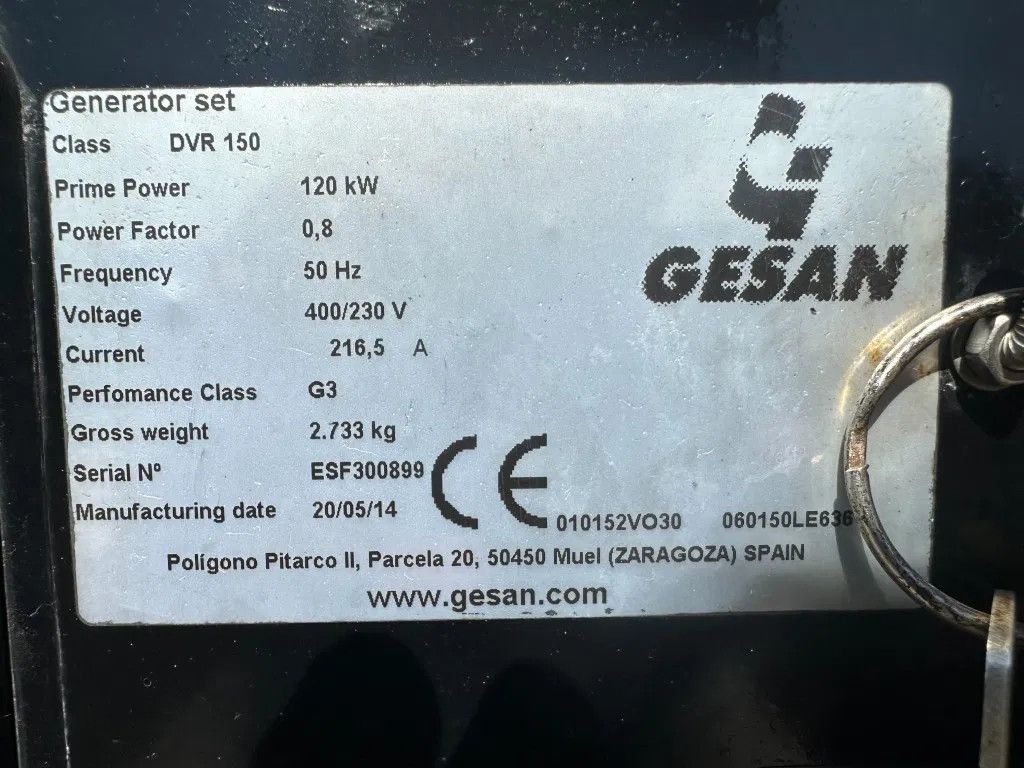 Generator set
Class DVR 150
Prime Power 120 kW
Power Factor 0,8
Frequency 50 Hz
Voltage 400/230 V
Current 216,5 A
Perfomance Class G3
Gross weight 2.733 kg
Serial Nº ESF300899
Manufacturing date 20/05/14
GESAN
CE
010152VO30 060150LE636
Polígono Pitarco II, Parcela 20, 50450 Muel (ZARAGOZA) SPAIN
www.gesan.com